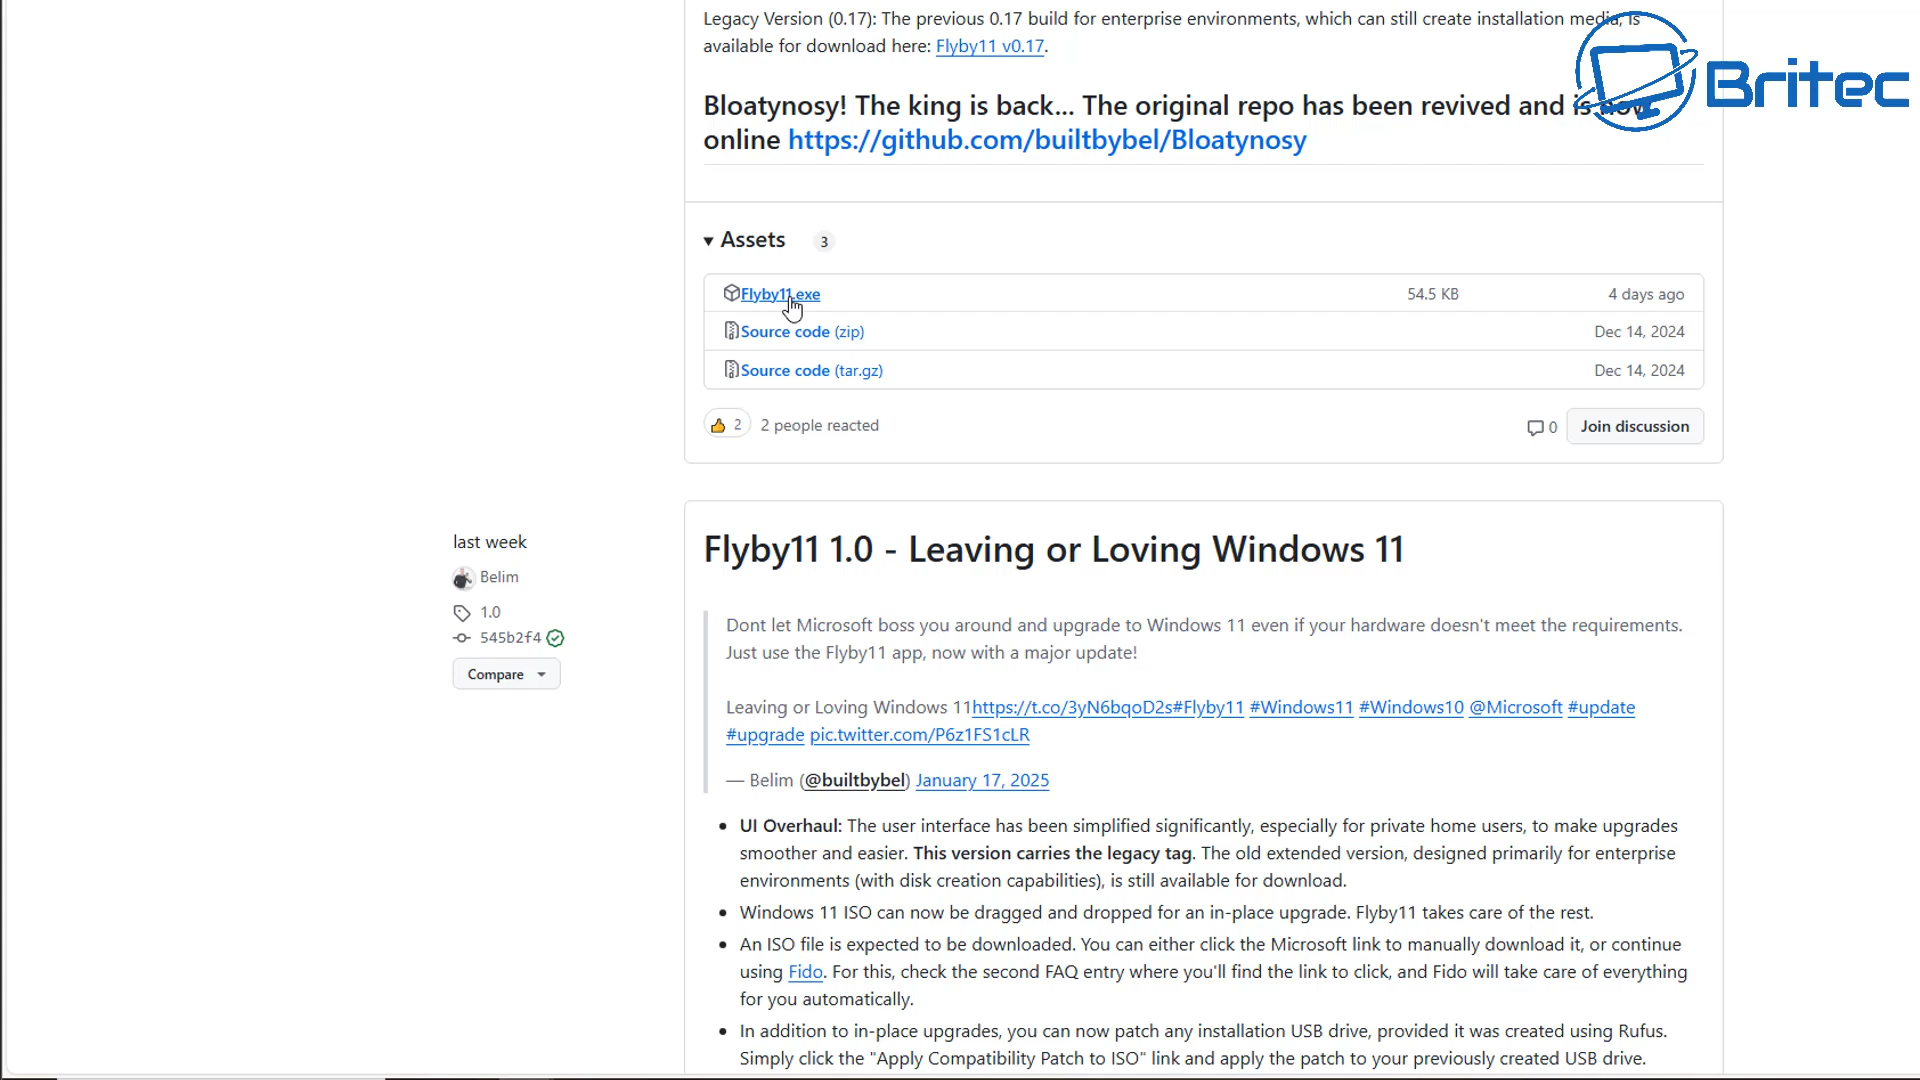 Legacy Version (0.17): The previous 0.17 build for enterprise environments, which can still create installation media, is
available for download here: Flyby11 v0.17.
Britec
Bloatynosy! The king is back... The original repo has been revived and is now
online https://github.com/builtbybel/Bloatynosy
Assets 3
Flyby11.exe 54.5 KB 4 days ago
Source code (zip) Dec 14, 2024
Source code (tar.gz) Dec 14, 2024
2 2 people reacted 0 Join discussion
last week
Belim
1.0
545b2f4
Compare
Flyby11 1.0 - Leaving or Loving Windows 11
Dont let Microsoft boss you around and upgrade to Windows 11 even if your hardware doesn't meet the requirements.
Just use the Flyby11 app, now with a major update!
Leaving or Loving Windows 11https://t.co/3yN6bqoD2s#Flyby11 #Windows11 #Windows10 @Microsoft #update
#upgrade pic.twitter.com/P6z1FS1cLR
— Belim (@builtbybel) January 17, 2025
• UI Overhaul: The user interface has been simplified significantly, especially for private home users, to make upgrades
smoother and easier. This version carries the legacy tag. The old extended version, designed primarily for enterprise
environments (with disk creation capabilities), is still available for download.
• Windows 11 ISO can now be dragged and dropped for an in-place upgrade. Flyby11 takes care of the rest.
• An ISO file is expected to be downloaded. You can either click the Microsoft link to manually download it, or continue
using Fido. For this, check the second FAQ entry where you'll find the link to click, and Fido will take care of everything
for you automatically.
• In addition to in-place upgrades, you can now patch any installation USB drive, provided it was created using Rufus.
Simply click the "Apply Compatibility Patch to ISO" link and apply the patch to your previously created USB drive.